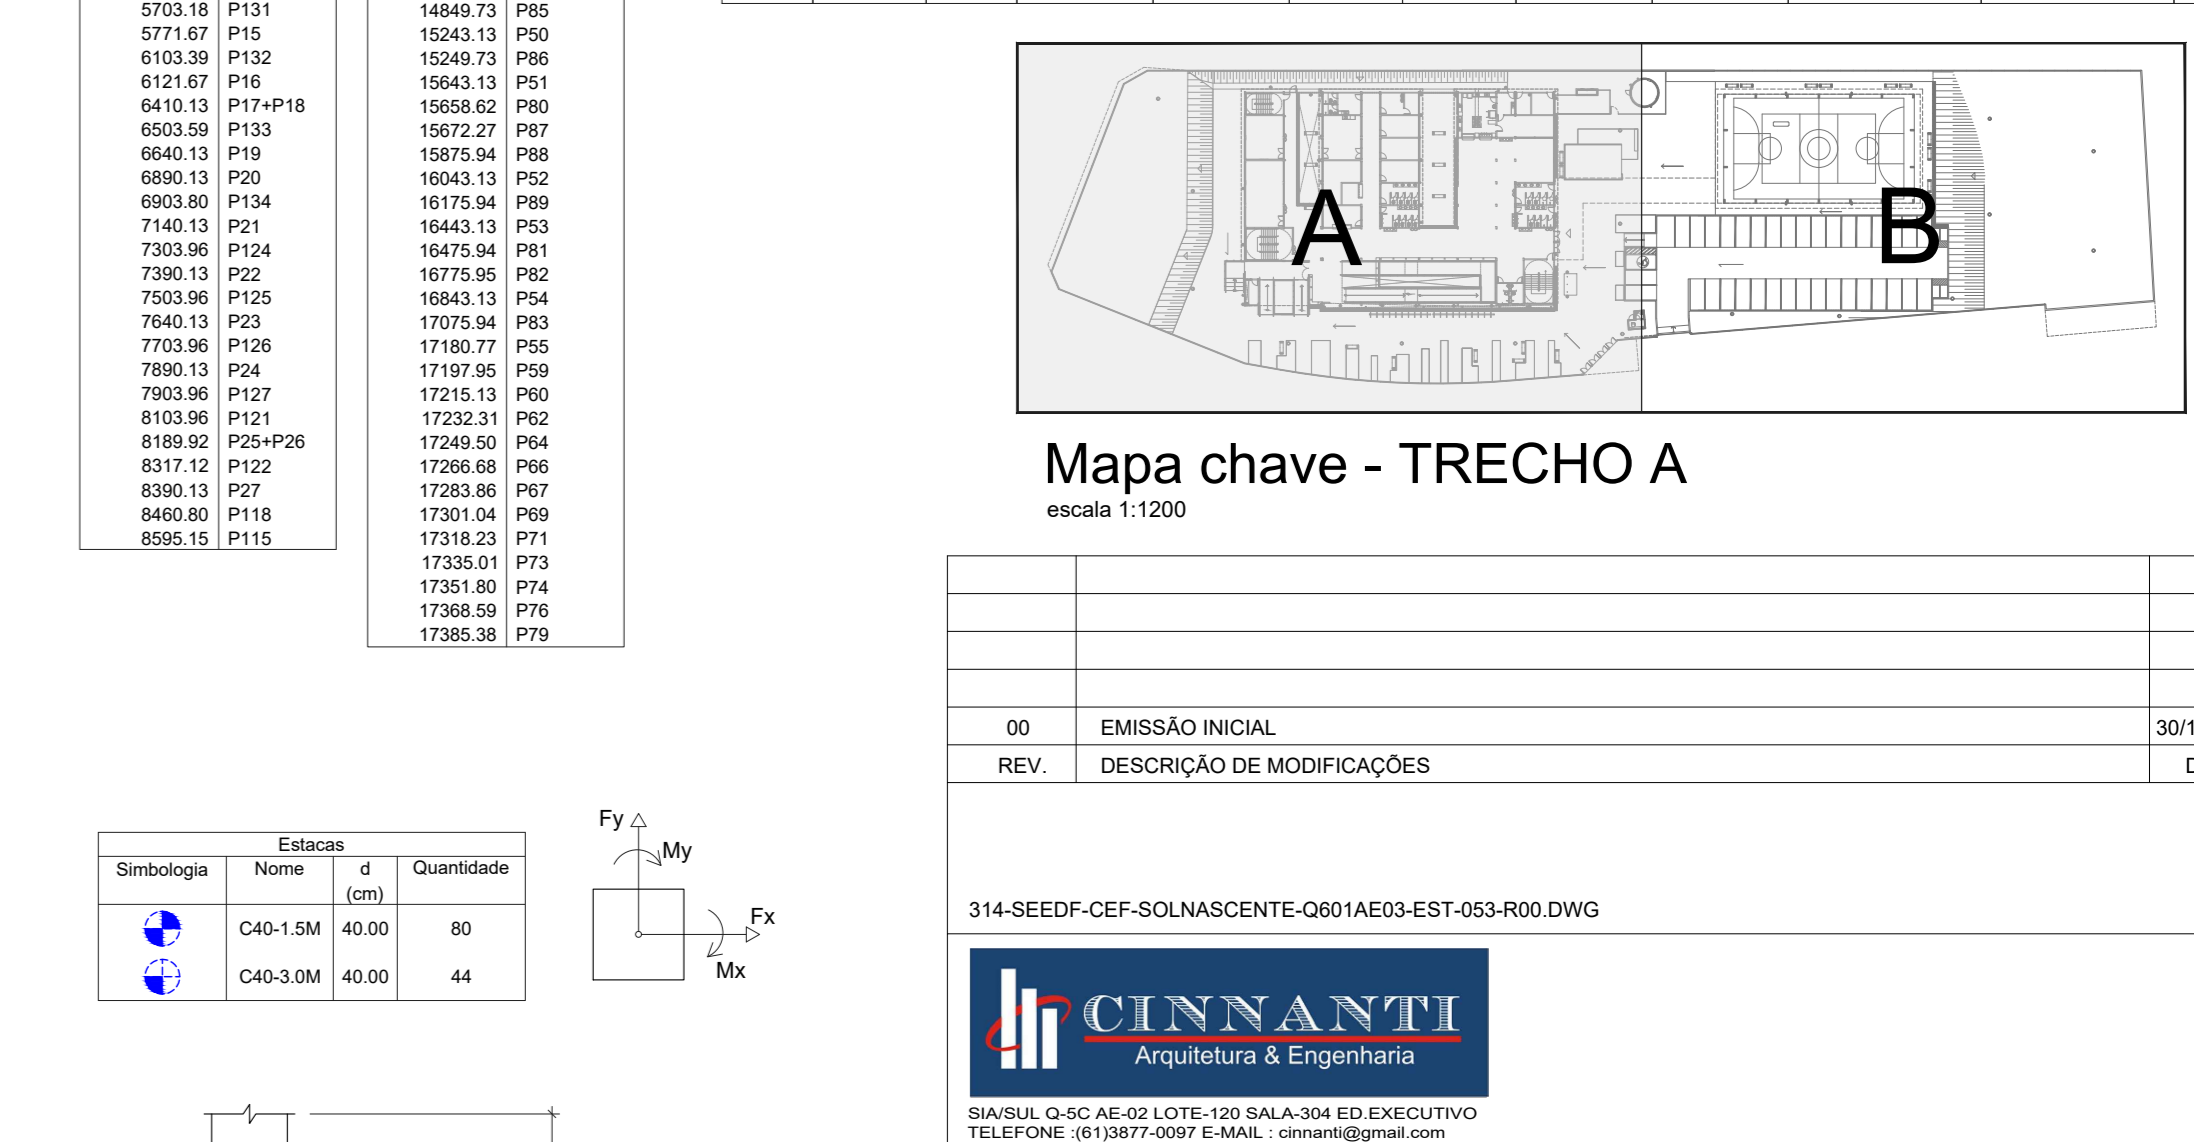 5703.18 P131
5771.67 P15
6103.39 P132
6121.67 P16
6410.13 P17+P18
6503.59 P133
6640.13 P19
6890.13 P20
6903.80 P134
7140.13 P21
7303.96 P124
7390.13 P22
7503.96 P125
7640.13 P23
7703.96 P126
7890.13 P24
7903.96 P127
8103.96 P121
8189.92 P25+P26
8317.12 P122
8390.13 P27
8460.80 P118
8595.15 P115
14849.73 P85
15243.13 P50
15249.73 P86
15643.13 P51
15658.62 P80
15672.27 P87
15875.94 P88
16043.13 P52
16175.94 P89
16443.13 P53
16475.94 P81
16775.95 P82
16843.13 P54
17075.94 P83
17180.77 P55
17197.95 P59
17215.13 P60
17232.31 P62
17249.50 P64
17266.68 P66
17283.86 P67
17301.04 P69
17318.23 P71
17335.01 P73
17351.80 P74
17368.59 P76
17385.38 P79
A B
Mapa chave - TRECHO A
escala 1:1200
00 EMISSÃO INICIAL 30/1
REV. DESCRIÇÃO DE MODIFICAÇÕES
Estacas
Simbologia Nome d (cm) Quantidade
C40-1.5M 40.00 80
C40-3.0M 40.00 44
Fy
My
Fx
Mx
314-SEEDF-CEF-SOLNASCENTE-Q601AE03-EST-053-R00.DWG
CINNANTI
Arquitetura & Engenharia
SIA/SUL Q-5C AE-02 LOTE-120 SALA-304 ED.EXECUTIVO
TELEFONE :(61)3877-0097 E-MAIL : cinnanti@gmail.com